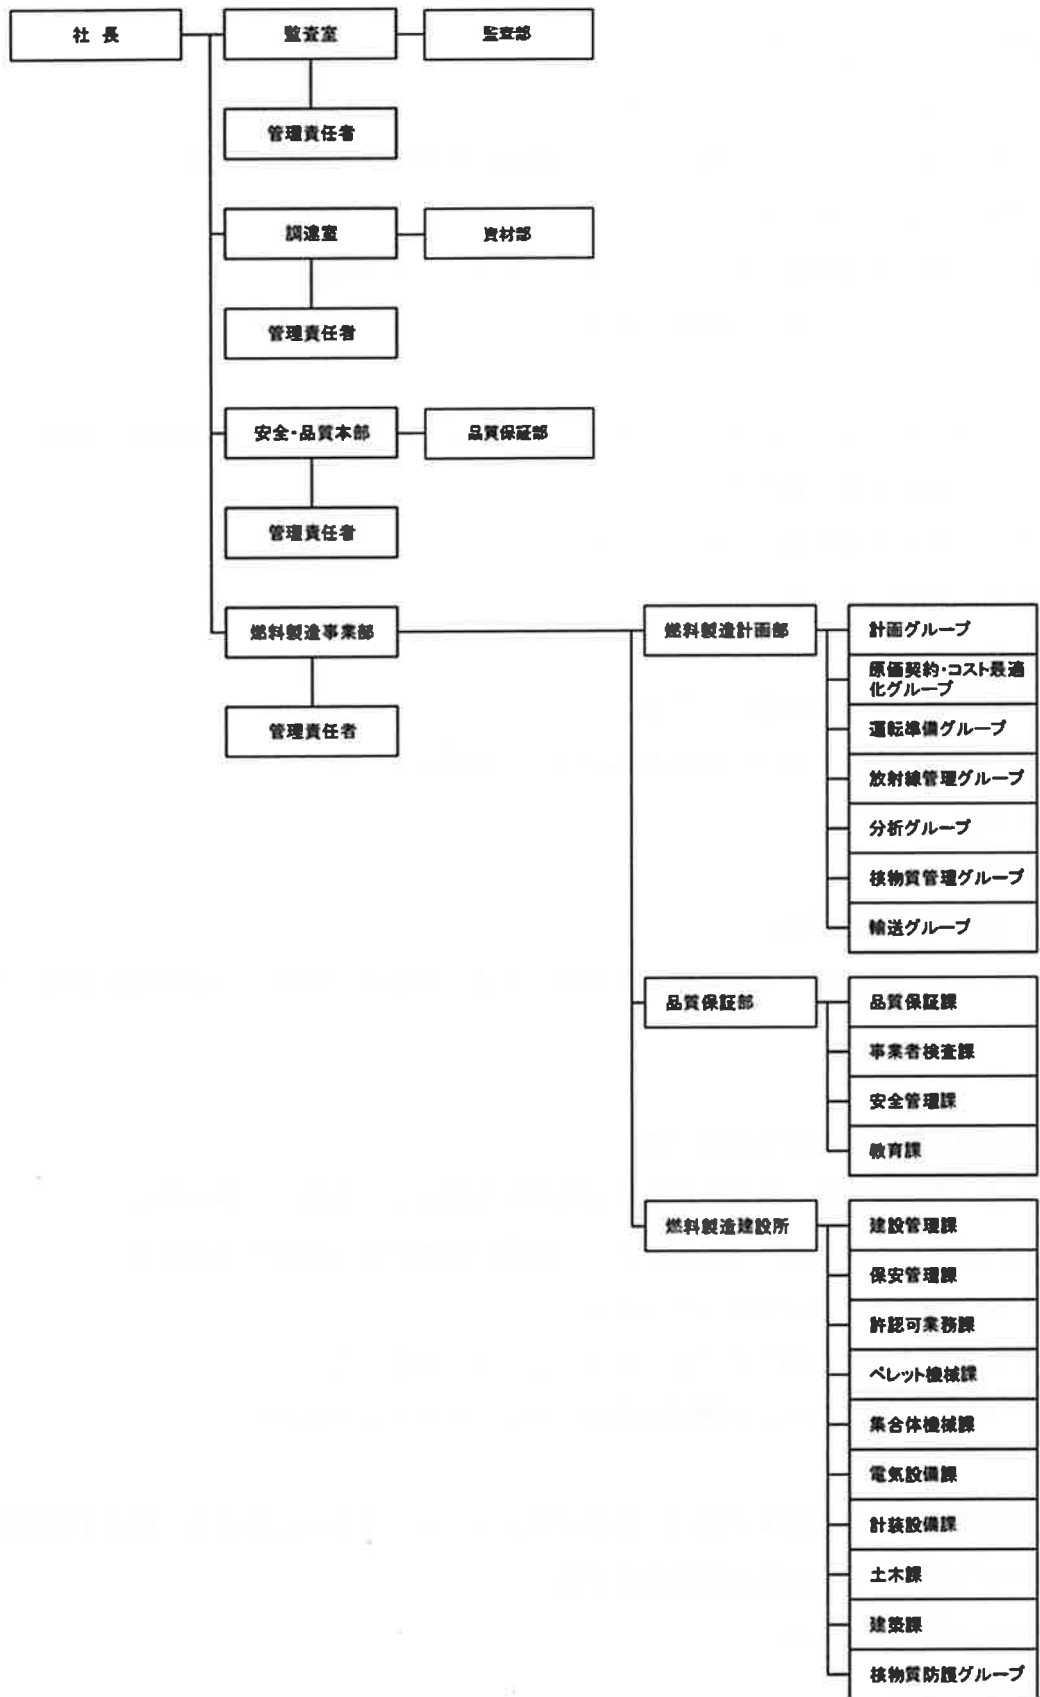 社 長
監査室
監査部
管理責任者
調達室
資材部
管理責任者
安全・品質本部
品質保証部
管理責任者
燃料製造事業部
管理責任者
燃料製造計画部
計画グループ
原価契約・コスト最適
化グループ
運転準備グループ
放射線管理グループ
分析グループ
核物質管理グループ
輸送グループ
品質保証部
品質保証課
事業者検査課
安全管理課
教育課
燃料製造建設所
建設管理課
保安管理課
許認可業務課
ペレット機械課
集合体機械課
電気設備課
計装設備課
土木課
建築課
核物質防護グループ